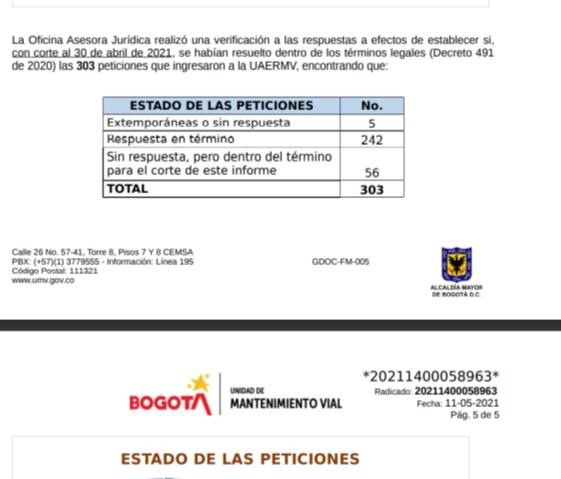 La Oficina Asesora Jurídica realizó una verificación a las respuestas a efectos de establecer si,
con corte al 30 de abril de 2021, se habían resuelto dentro de los términos legales (Decreto 491
de 2020) las 303 peticiones que ingresaron a la UAERMV, encontrando que:
ESTADO DE LAS PETICIONES No.
Extemporáneas o sin respuesta 5
Respuesta en término 242
Sin respuesta, pero dentro del término
para el corte de este informe 56
TOTAL 303
Calle 26 No. 57-41, Torre 8, Pisos 7 Y 8 CEMSA
PBX: (+57)(1) 3779555 - Información: Línea 195
Código Postal: 111321
www.umv.gov.co
GDOC-FM-005
ALCALDÍA MAYOR
DE BOGOTÁ D.C.
BOGOTÁ
UNIDAD DE
MANTENIMIENTO VIAL
*20211400058963*
Radicado: 20211400058963
Fecha: 11-05-2021
Pág. 5 de 5
ESTADO DE LAS PETICIONES